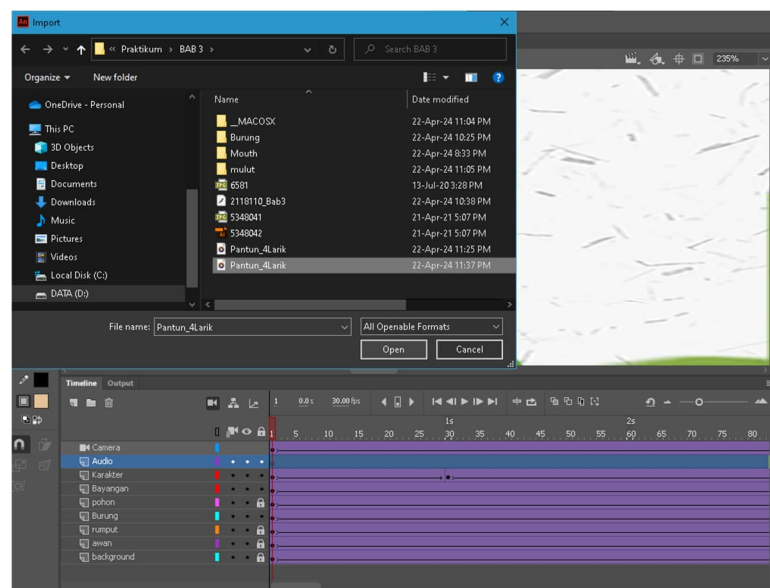 An Import
« Praktikum > BAB 3 >
Search BAB 3
235%
Organize
New folder
Name
Date modified
OneDrive - Personal
This PC
3D Objects
Desktop
Documents
Downloads
Music
Pictures
Videos
Local Disk (C:)
DATA (D:)
__MACOSX 22-Apr-24 11:04 PM
Burung 22-Apr-24 10:25 PM
Mouth 22-Apr-24 8:33 PM
mulut 22-Apr-24 11:05 PM
6581 13-Jul-20 3:28 PM
2118110_Bab3 22-Apr-24 10:38 PM
5348041 21-Apr-21 5:07 PM
5348042 21-Apr-21 5:07 PM
Pantun_4Larik 22-Apr-24 11:25 PM
Pantun_4Larik 22-Apr-24 11:37 PM
File name: Pantun_4Larik
All Openable Formats
Open Cancel
Timeline Output
1 0.0 s 30.00 fps
1s 2s
1 5 10 15 20 25 30 35 40 45 50 55 60 65 70 75 80
Camera
Audio
Karakter
Bayangan
pohon
Burung
rumput
awan
background